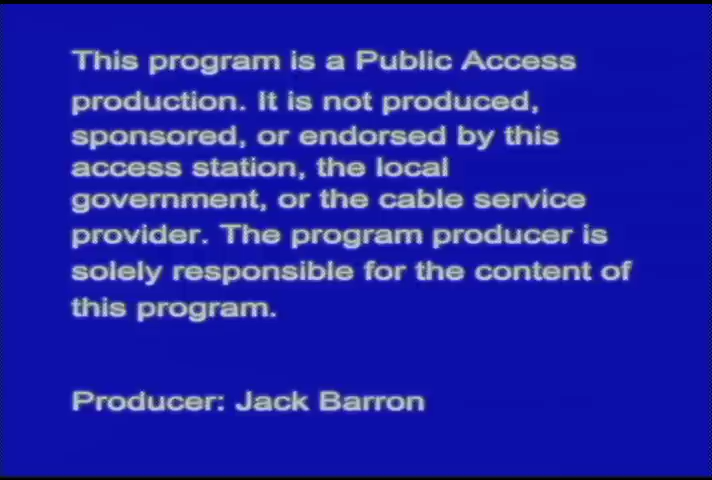 This program is a Public Access
production. It is not produced,
sponsored, or endorsed by this
access station, the local
government, or the cable service
provider. The program producer is
solely responsible for the content of
this program.
Producer: Jack Barron